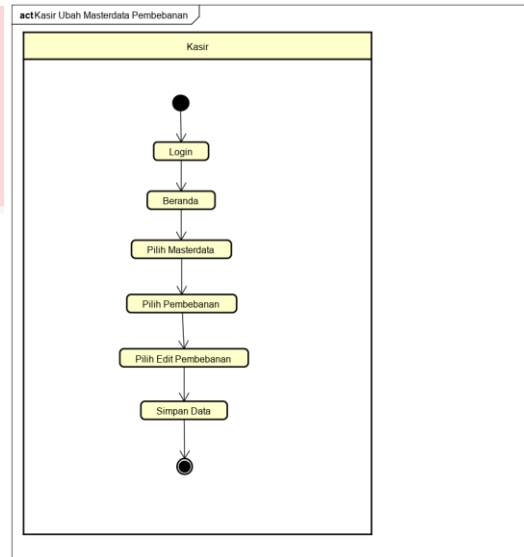 act Kasir Ubah Masterdata Pembebanan
Kasir
Login
Beranda
Pilih Masterdata
Pilih Pembebanan
Pilih Edit Pembebanan
Simpan Data